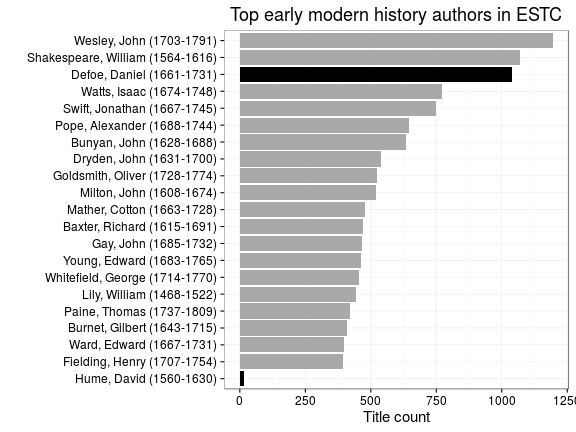 Top early modern history authors in ESTC
Wesley, John (1703-1791)
Shakespeare, William (1564-1616)
Defoe, Daniel (1661-1731)
Watts, Isaac (1674-1748)
Swift, Jonathan (1667-1745)
Pope, Alexander (1688-1744)
Bunyan, John (1628-1688)
Dryden, John (1631-1700)
Goldsmith, Oliver (1728-1774)
Milton, John (1608-1674)
Mather, Cotton (1663-1728)
Baxter, Richard (1615-1691)
Gay, John (1685-1732)
Young, Edward (1683-1765)
Whitefield, George (1714-1770)
Lily, William (1468-1522)
Paine, Thomas (1737-1809)
Burnet, Gilbert (1643-1715)
Ward, Edward (1667-1731)
Fielding, Henry (1707-1754)
Hume, David (1560-1630)
0 250 500 750 1000 1250
Title count